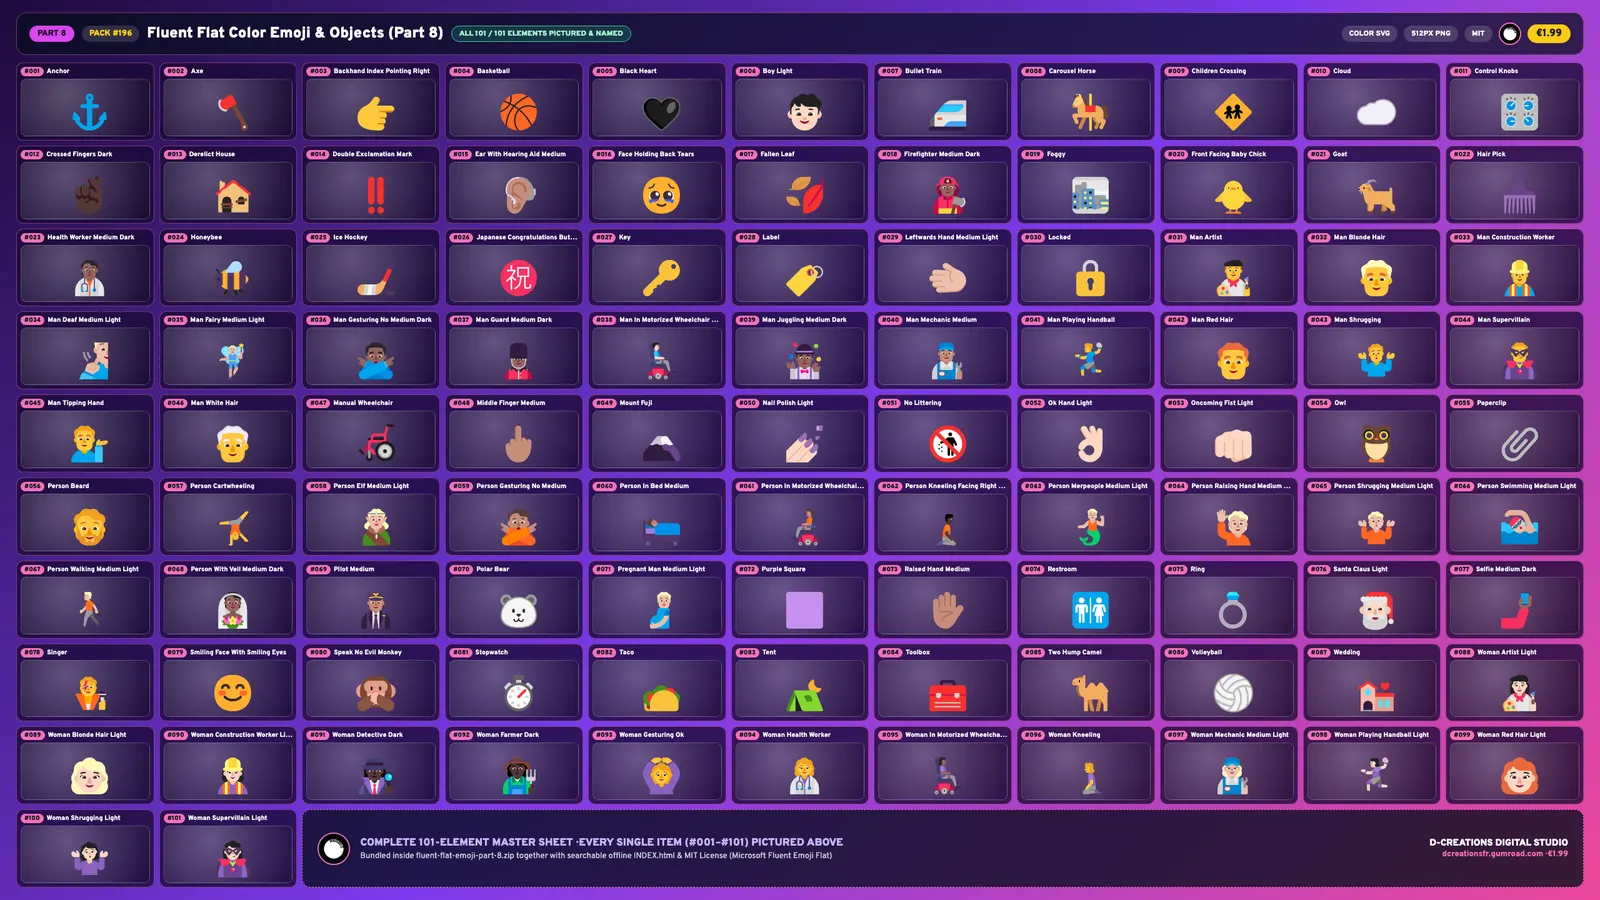 PART 8 PACK #196 Fluent Flat Color Emoji & Objects (Part 8) ALL 101 / 101 ELEMENTS PICTURED & NAMED COLOR SVG 512PX PNG MIT €1.99
#001 Anchor
#002 Axe
#003 Backhand Index Pointing Right
#004 Basketball
#005 Black Heart
#006 Boy Light
#007 Bullet Train
#008 Carousel Horse
#009 Children Crossing
#010 Cloud
#011 Control Knobs
#012 Crossed Fingers Dark
#013 Derelict House
#014 Double Exclamation Mark
#015 Ear With Hearing Aid Medium
#016 Face Holding Back Tears
#017 Fallen Leaf
#018 Firefighter Medium Dark
#019 Foggy
#020 Front Facing Baby Chick
#021 Goat
#022 Hair Pick
#023 Health Worker Medium Dark
#024 Honeybee
#025 Ice Hockey
#026 Japanese Congratulations But...
祝
#027 Key
#028 Label
#029 Leftwards Hand Medium Light
#030 Locked
#031 Man Artist
#032 Man Blonde Hair
#033 Man Construction Worker
#034 Man Deaf Medium Light
#035 Man Fairy Medium Light
#036 Man Gesturing No Medium Dark
#037 Man Guard Medium Dark
#038 Man In Motorized Wheelchair ...
#039 Man Juggling Medium Dark
#040 Man Mechanic Medium
#041 Man Playing Handball
#042 Man Red Hair
#043 Man Shrugging
#044 Man Supervillain
#045 Man Tipping Hand
#046 Man White Hair
#047 Manual Wheelchair
#048 Middle Finger Medium
#049 Mount Fuji
#050 Nail Polish Light
#051 No Littering
#052 Ok Hand Light
#053 Oncoming Fist Light
#054 Owl
#055 Paperclip
#056 Person Beard
#057 Person Cartwheeling
#058 Person Elf Medium Light
#059 Person Gesturing No Medium
#060 Person In Bed Medium
#061 Person In Motorized Wheelchai...
#062 Person Kneeling Facing Right ...
#063 Person Merpeople Medium Light
#064 Person Raising Hand Medium ...
#065 Person Shrugging Medium Light
#066 Person Swimming Medium Light
#067 Person Walking Medium Light
#068 Person With Veil Medium Dark
#069 Pilot Medium
#070 Polar Bear
#071 Pregnant Man Medium Light
#072 Purple Square
#073 Raised Hand Medium
#074 Restroom
#075 Ring
#076 Santa Claus Light
#077 Selfie Medium Dark
#078 Singer
#079 Smiling Face With Smiling Eyes
#080 Speak No Evil Monkey
#081 Stopwatch
#082 Taco
#083 Tent
#084 Toolbox
#085 Two Hump Camel
#086 Volleyball
#087 Wedding
#088 Woman Artist Light
#089 Woman Blonde Hair Light
#090 Woman Construction Worker Li...
#091 Woman Detective Dark
#092 Woman Farmer Dark
#093 Woman Gesturing Ok
#094 Woman Health Worker
#095 Woman In Motorized Wheelcha...
#096 Woman Kneeling
#097 Woman Mechanic Medium Light
#098 Woman Playing Handball Light
#099 Woman Red Hair Light
#100 Woman Shrugging Light
#101 Woman Supervillain Light
COMPLETE 101-ELEMENT MASTER SHEET · EVERY SINGLE ITEM (#001–#101) PICTURED ABOVE
Bundled inside fluent-flat-emoji-part-8.zip together with searchable offline INDEX.html & MIT License (Microsoft Fluent Emoji Flat)
D-CREATIONS DIGITAL STUDIO
dcreationsfr.gumroad.com · €1.99